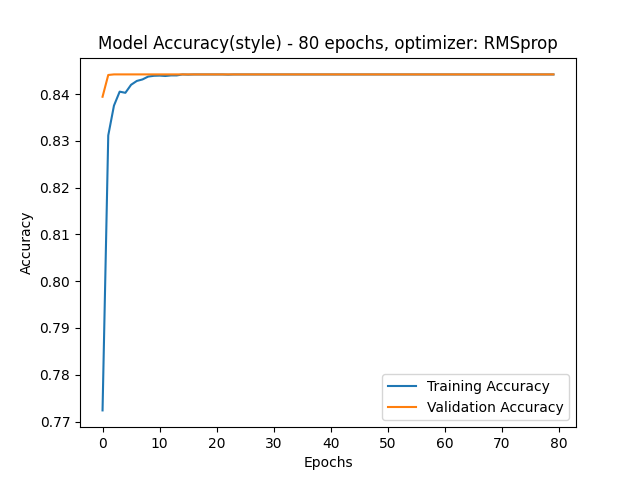 Model Accuracy(style) - 80 epochs, optimizer: RMSprop
0.84
0.83
0.82
0.81
0.80
0.79
0.78
0.77
Accuracy
0 10 20 30 40 50 60 70 80
Epochs
Training Accuracy
Validation Accuracy